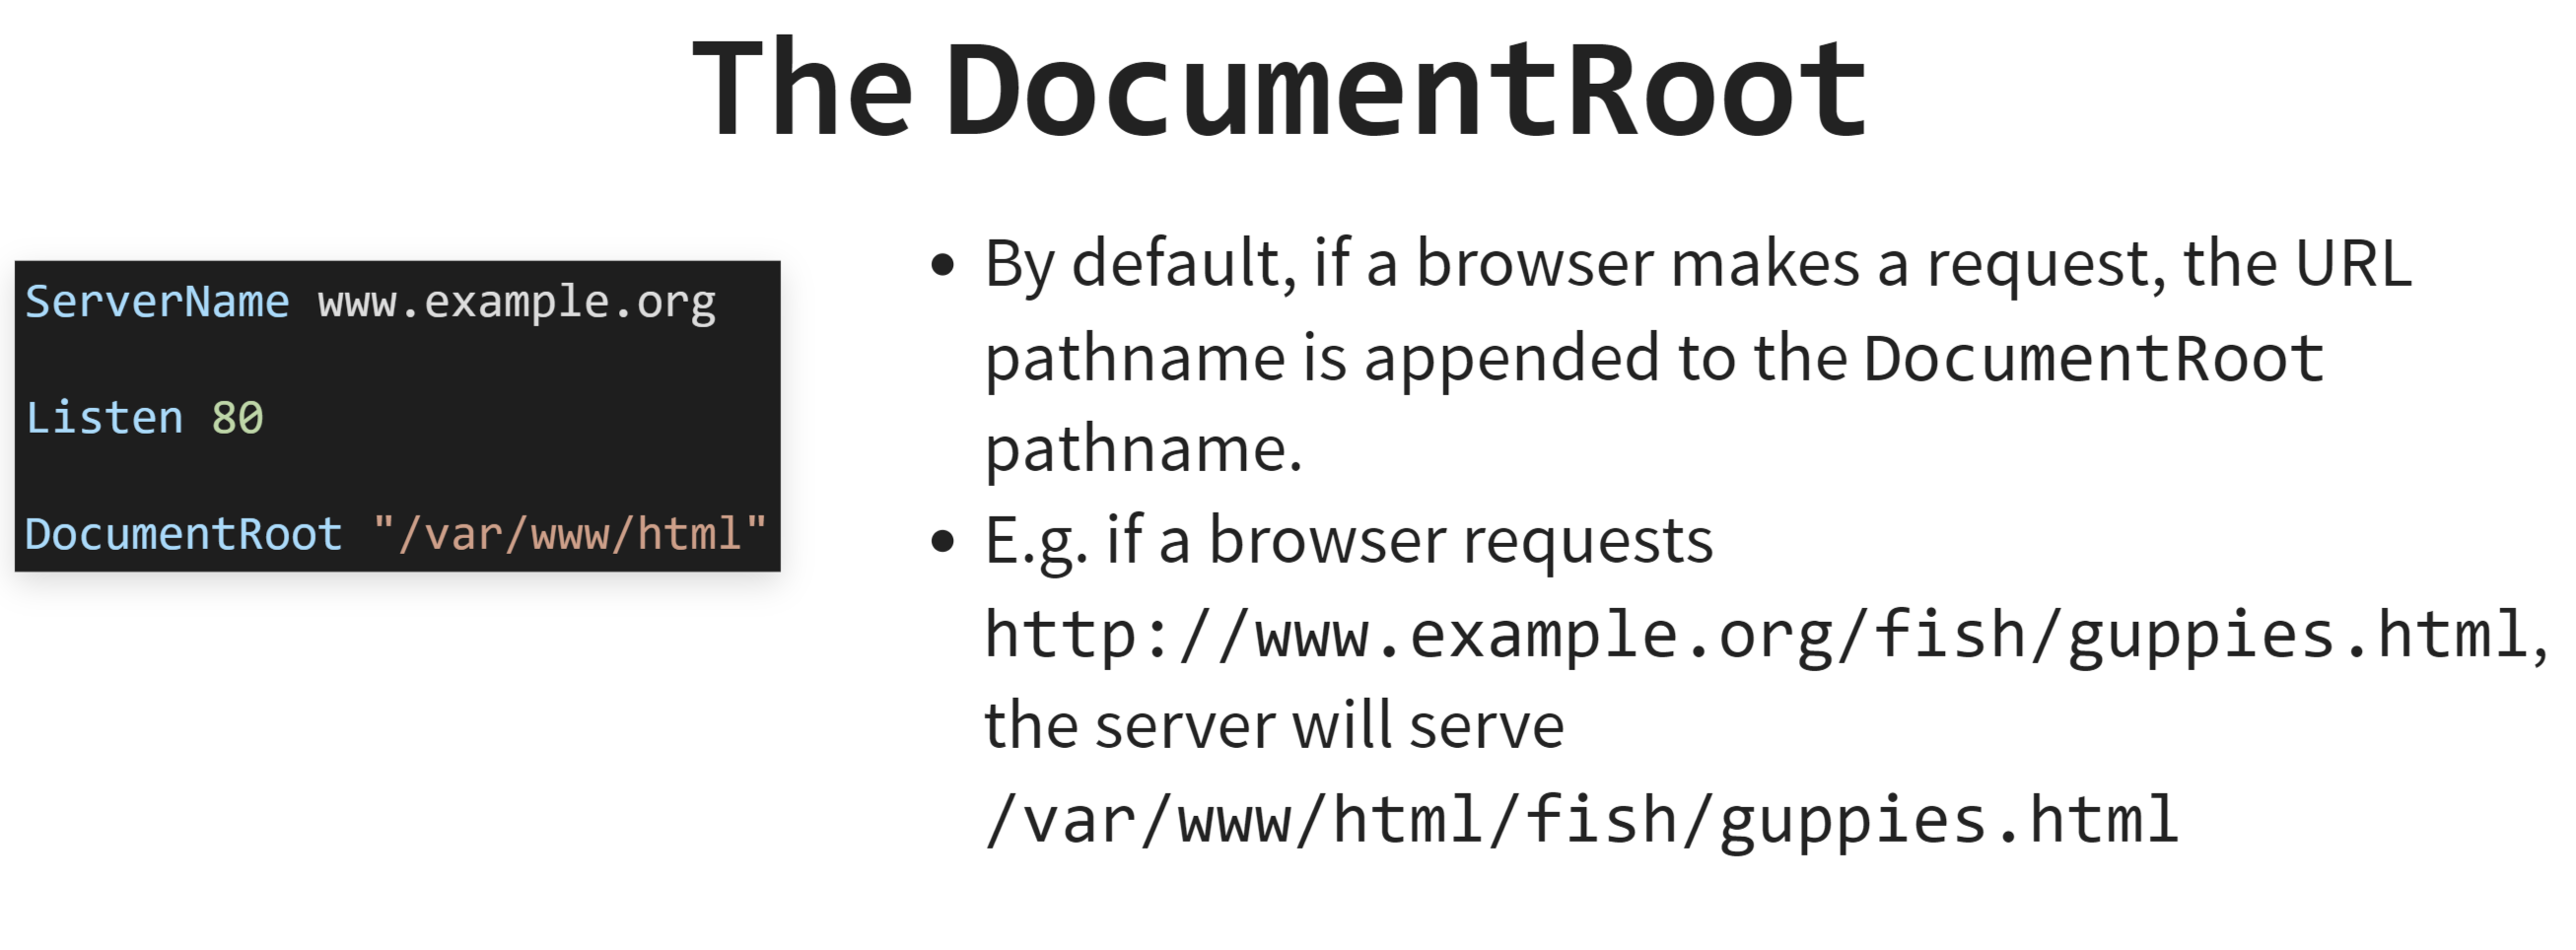 The DocumentRoot
ServerName www.example.org
Listen 80
DocumentRoot "/var/www/html"
• By default, if a browser makes a request, the URL
pathname is appended to the DocumentRoot
pathname.
• E.g. if a browser requests
http://www.example.org/fish/guppies.html,
the server will serve
/var/www/html/fish/guppies.html